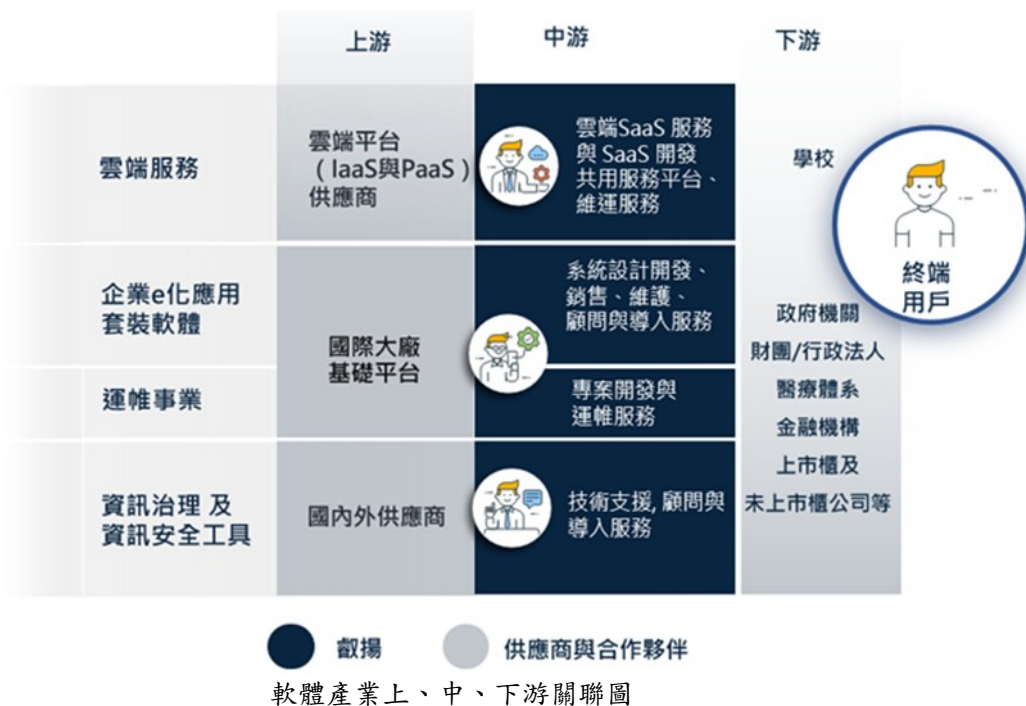 上游
中游
下游
雲端服務
雲端平台
（IaaS與PaaS）
供應商
雲端SaaS 服務
與 SaaS 開發
共用服務平台、
維運服務
學校
終端
用戶
企業e化應用
套裝軟體
國際大廠
基礎平台
系統設計開發、
銷售、維護、
顧問與導入服務
政府機關
財團/行政法人
醫療體系
金融機構
上市櫃及
未上市櫃公司等
運帷事業
專案開發與
運帷服務
資訊治理 及
資訊安全工具
國內外供應商
技術支援, 顧問與
導入服務
叡揚
供應商與合作夥伴
軟體產業上、中、下游關聯圖